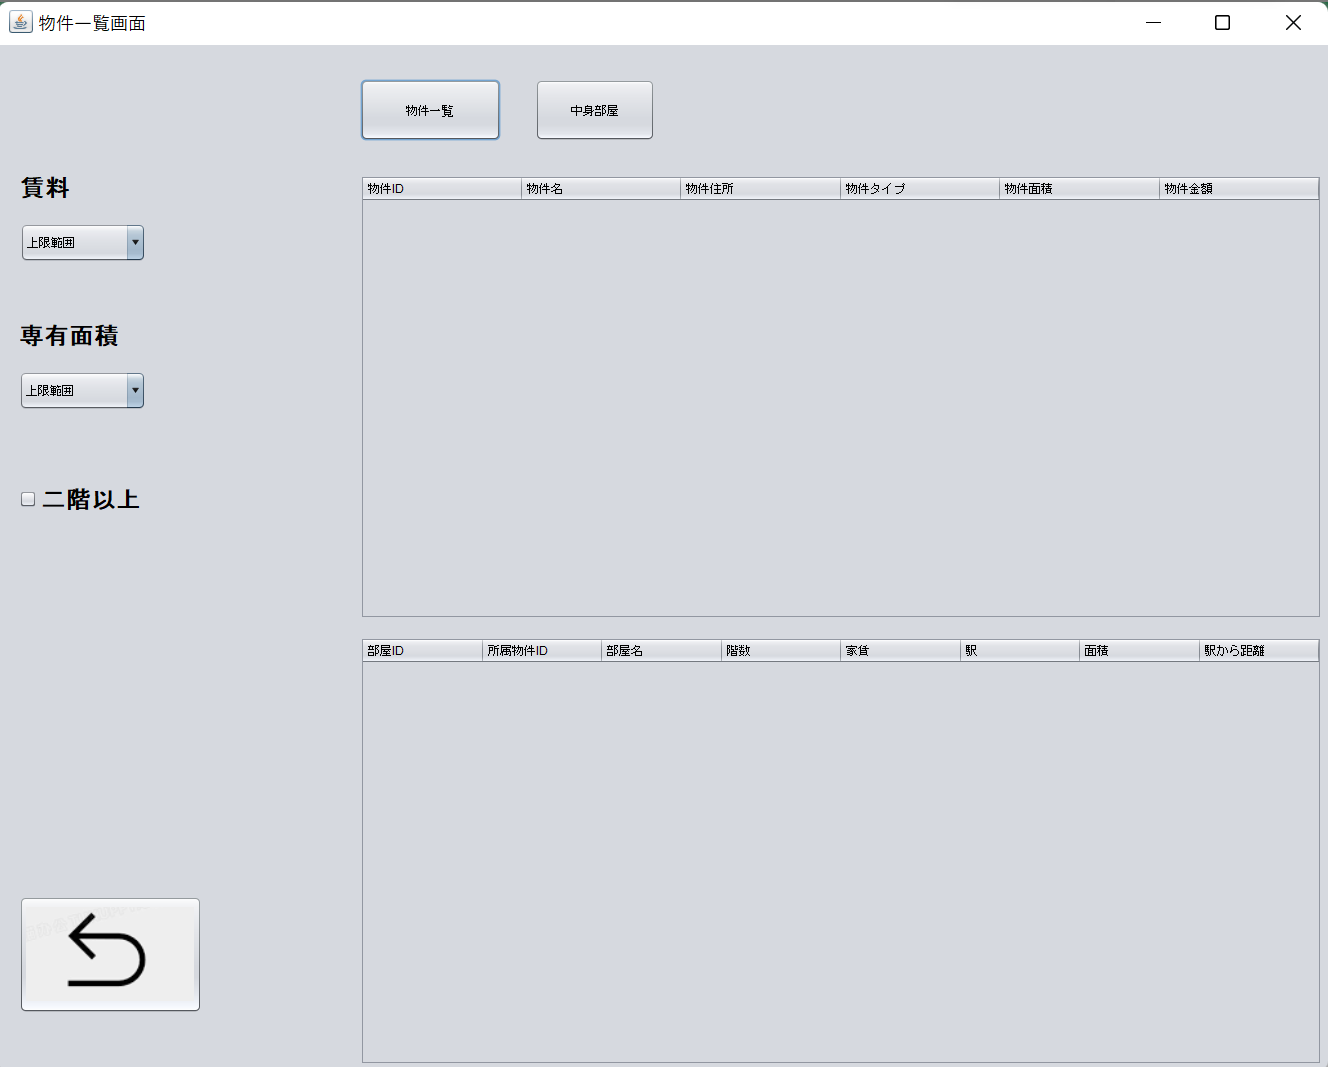 物件一覧画面
物件一覧
中身部屋
賃料
上限範囲
専有面積
上限範囲
二階以上
物件ID 物件名 物件住所 物件タイプ 物件面積 物件金額
部屋ID 所属物件ID 部屋名 階数 家賃 駅 面積 駅から距離